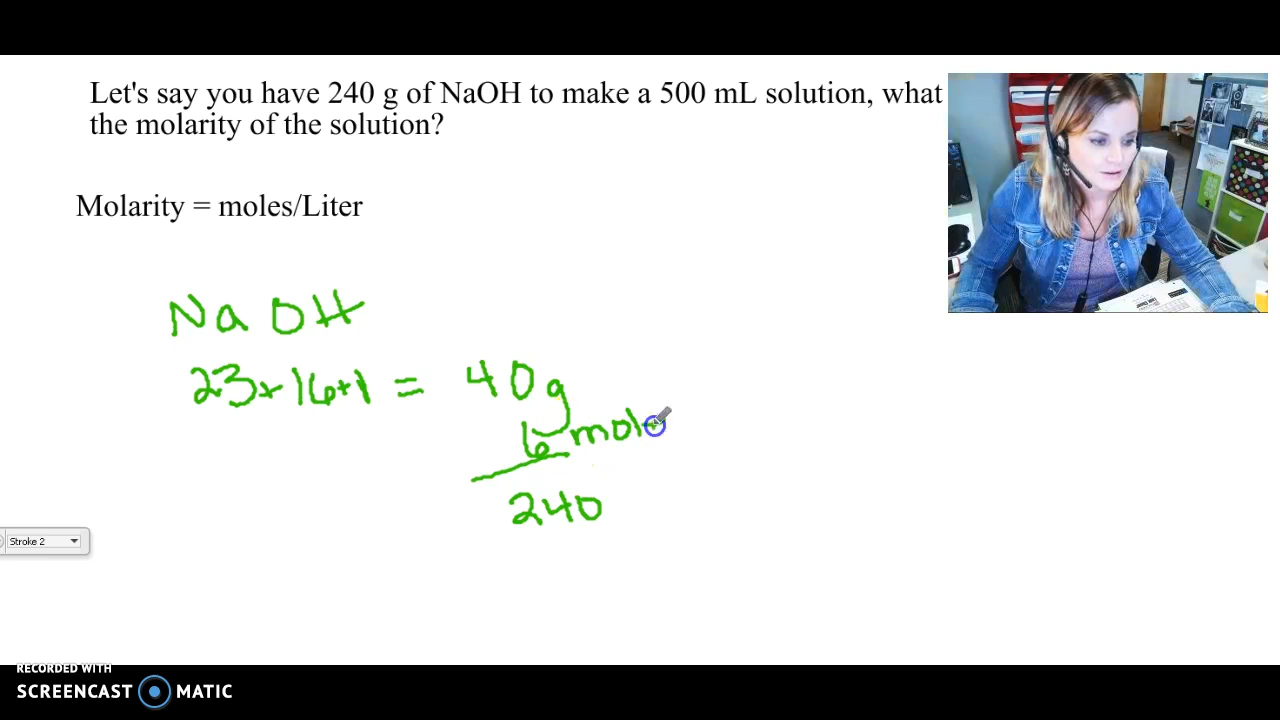 Let's say you have 240 g of NaOH to make a 500 mL solution, what
the molarity of the solution?
Molarity = moles/Liter
NaOH
23+16+1 = 40g
6 mol
240
Stroke 2
RECORDED WITH
SCREENCAST MATIC